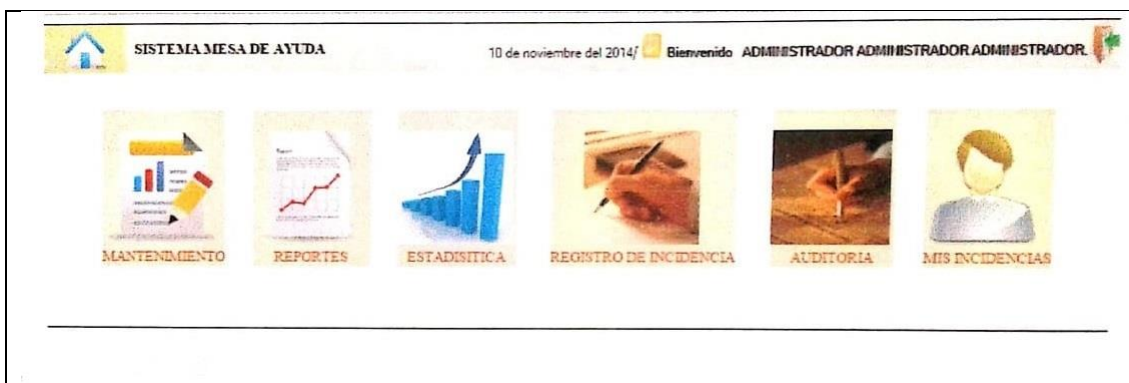 SISTEMA MESA DE AYUDA
10 de noviembre del 2014/ Bienvenido ADMINISTRADOR ADMINISTRADOR ADMINISTRADOR.
MANTENIMIENTO REPORTES ESTADISITICA REGISTRO DE INCIDENCIA AUDITORIA MIS INCIDENCIAS